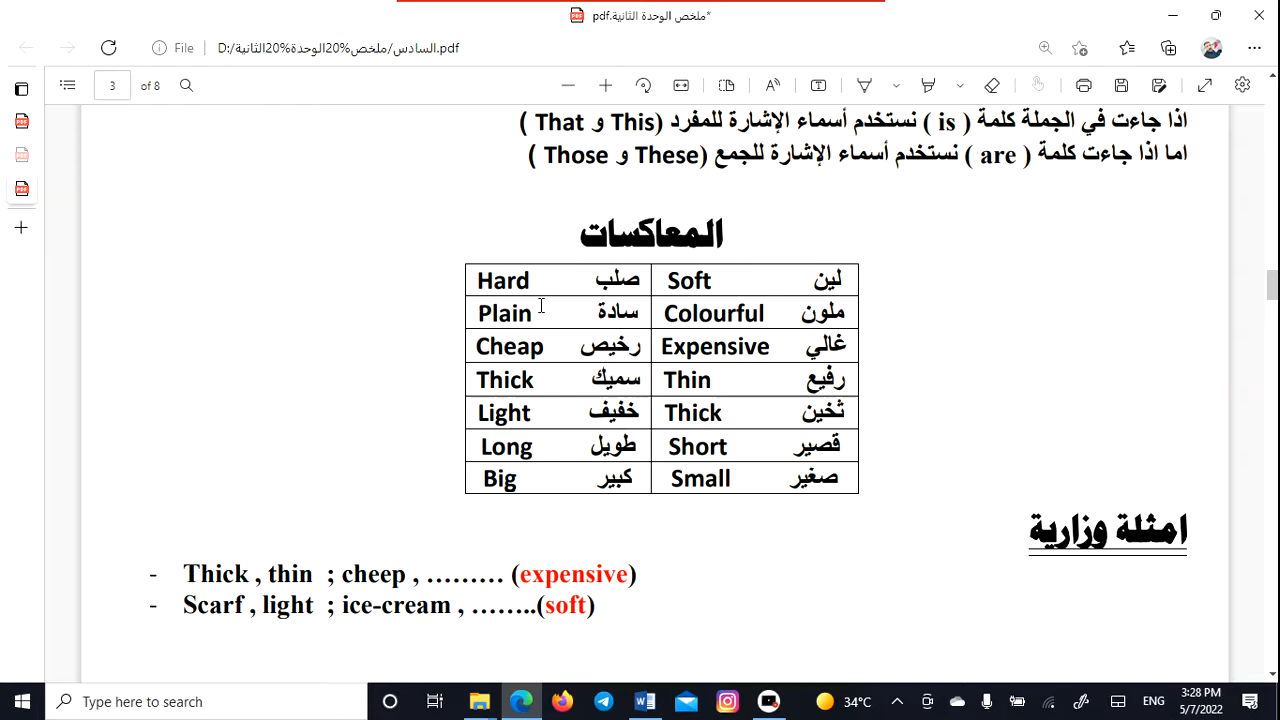 ملخص الوحدة الثانية.pdf*
File D:/السادس/ملخص%20الوحدة%20الثانية.pdf
3 of 8
اذا جاءت في الجملة كلمة ( is ) نستخدم أسماء الإشارة للمفرد (This و That )
اما اذا جاءت كلمة ( are ) نستخدم أسماء الإشارة للجمع (These و Those )
المعاكسات
Hard صلب Soft لين
Plain سادة Colourful ملون
Cheap رخيص Expensive غالي
Thick سميك Thin رفيع
Light خفيف Thick ثخين
Long طويل Short قصير
Big كبير Small صغير
امثلة وزارية
- Thick , thin ; cheep , ……… (expensive)
- Scarf , light ; ice-cream , ……..(soft)
Type here to search
34°C
ENG
3:28 PM
5/7/2022